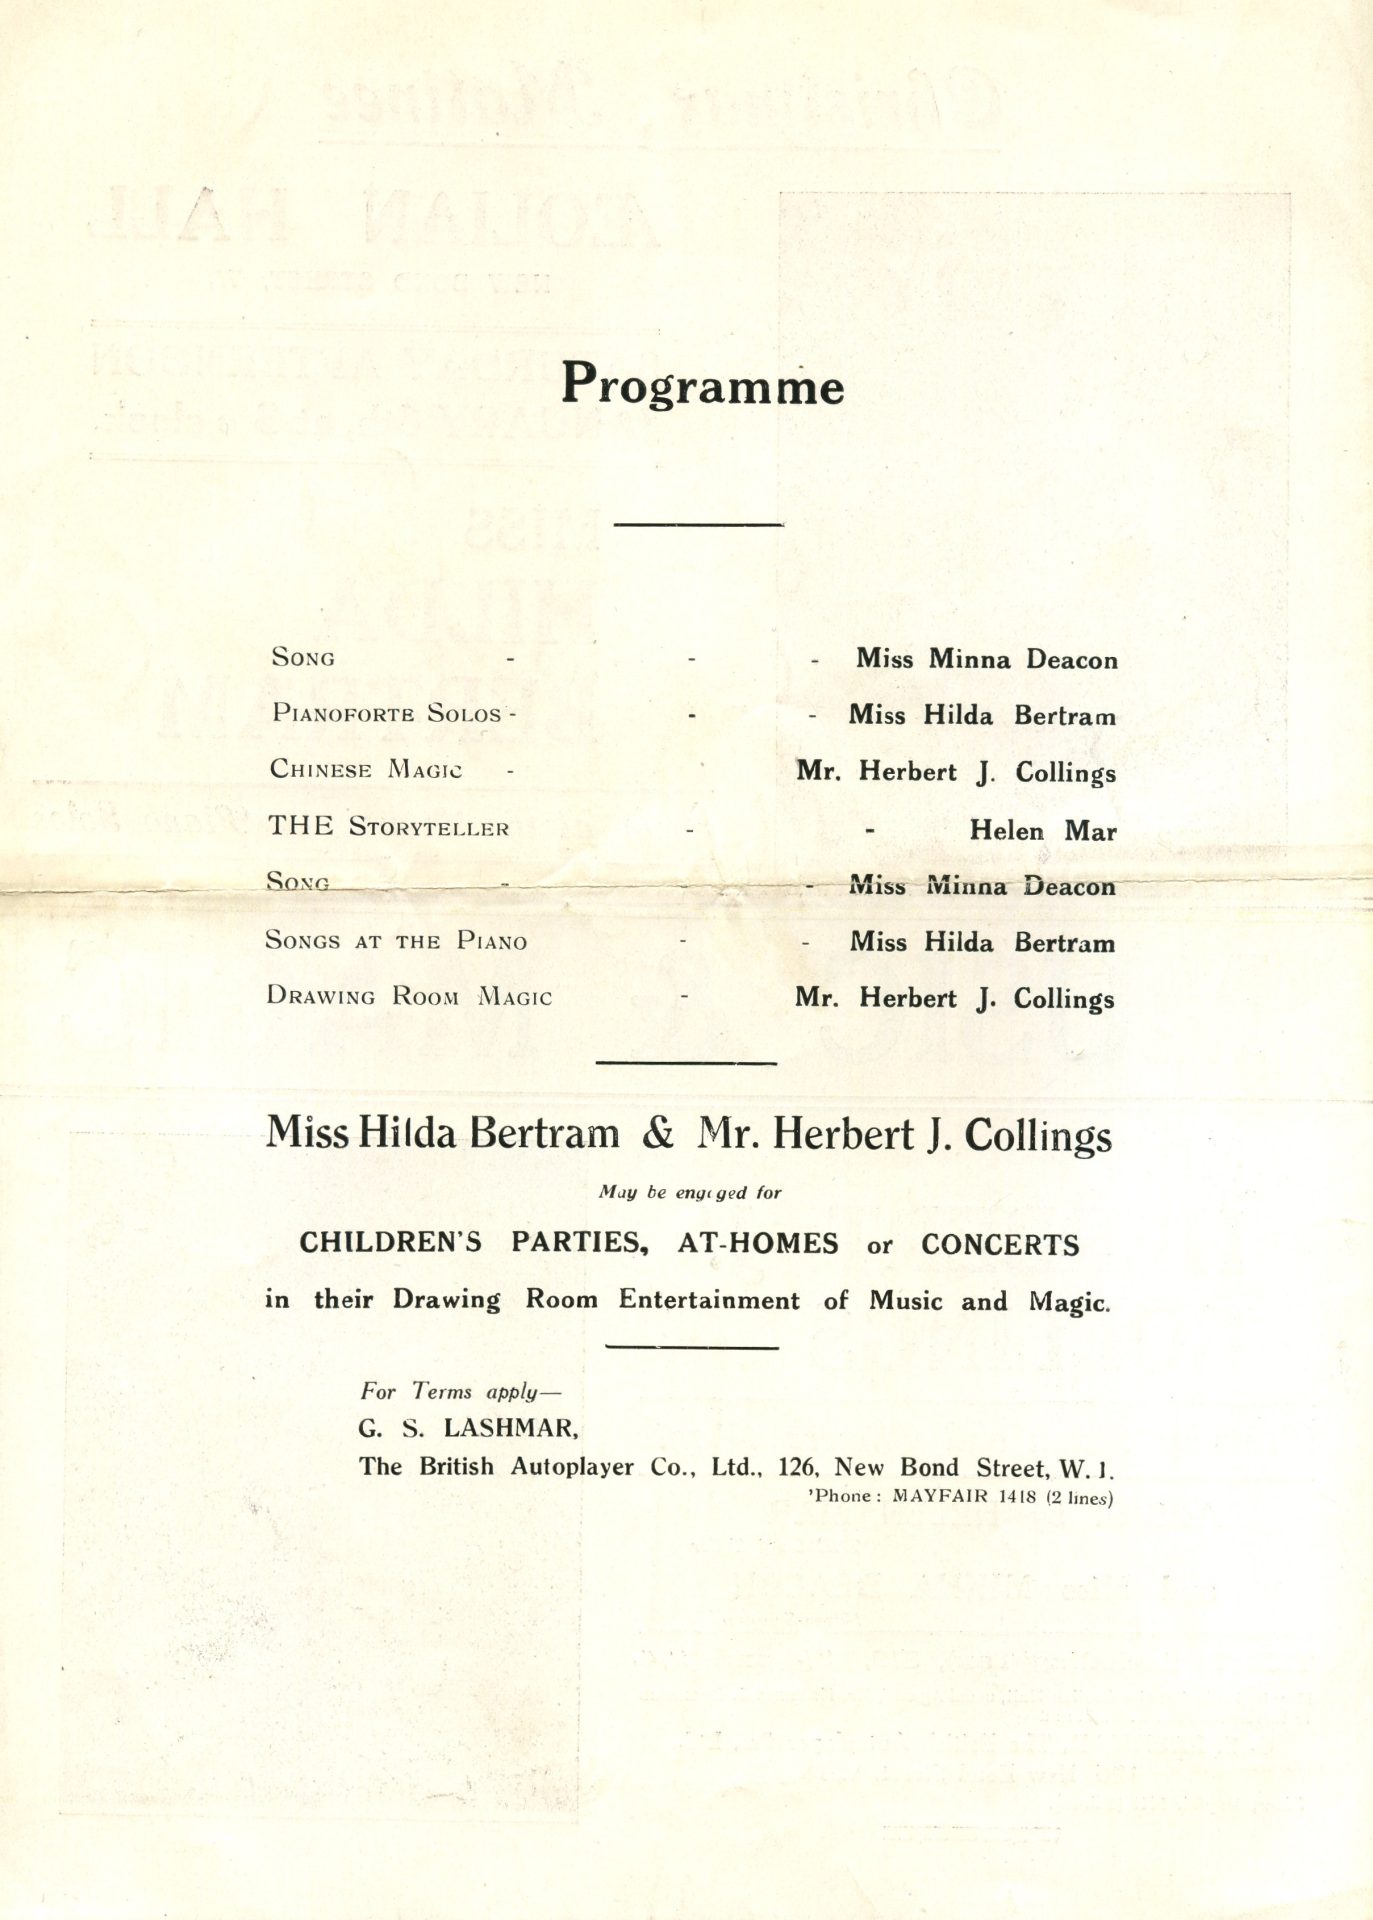 Programme
SONG - - - Miss Minna Deacon
PIANOFORTE SOLOS - - - Miss Hilda Bertram
CHINESE MAGIC - Mr. Herbert J. Collings
THE STORYTELLER - - Helen Mar
SONG - - - Miss Minna Deacon
SONGS AT THE PIANO - - Miss Hilda Bertram
DRAWING ROOM MAGIC - Mr. Herbert J. Collings
Miss Hilda Bertram & Mr. Herbert J. Collings
May be engaged for
CHILDREN'S PARTIES, AT-HOMES or CONCERTS
in their Drawing Room Entertainment of Music and Magic.
For Terms apply—
G. S. LASHMAR,
The British Autoplayer Co., Ltd., 126, New Bond Street, W. 1.
'Phone: MAYFAIR 1418 (2 lines)